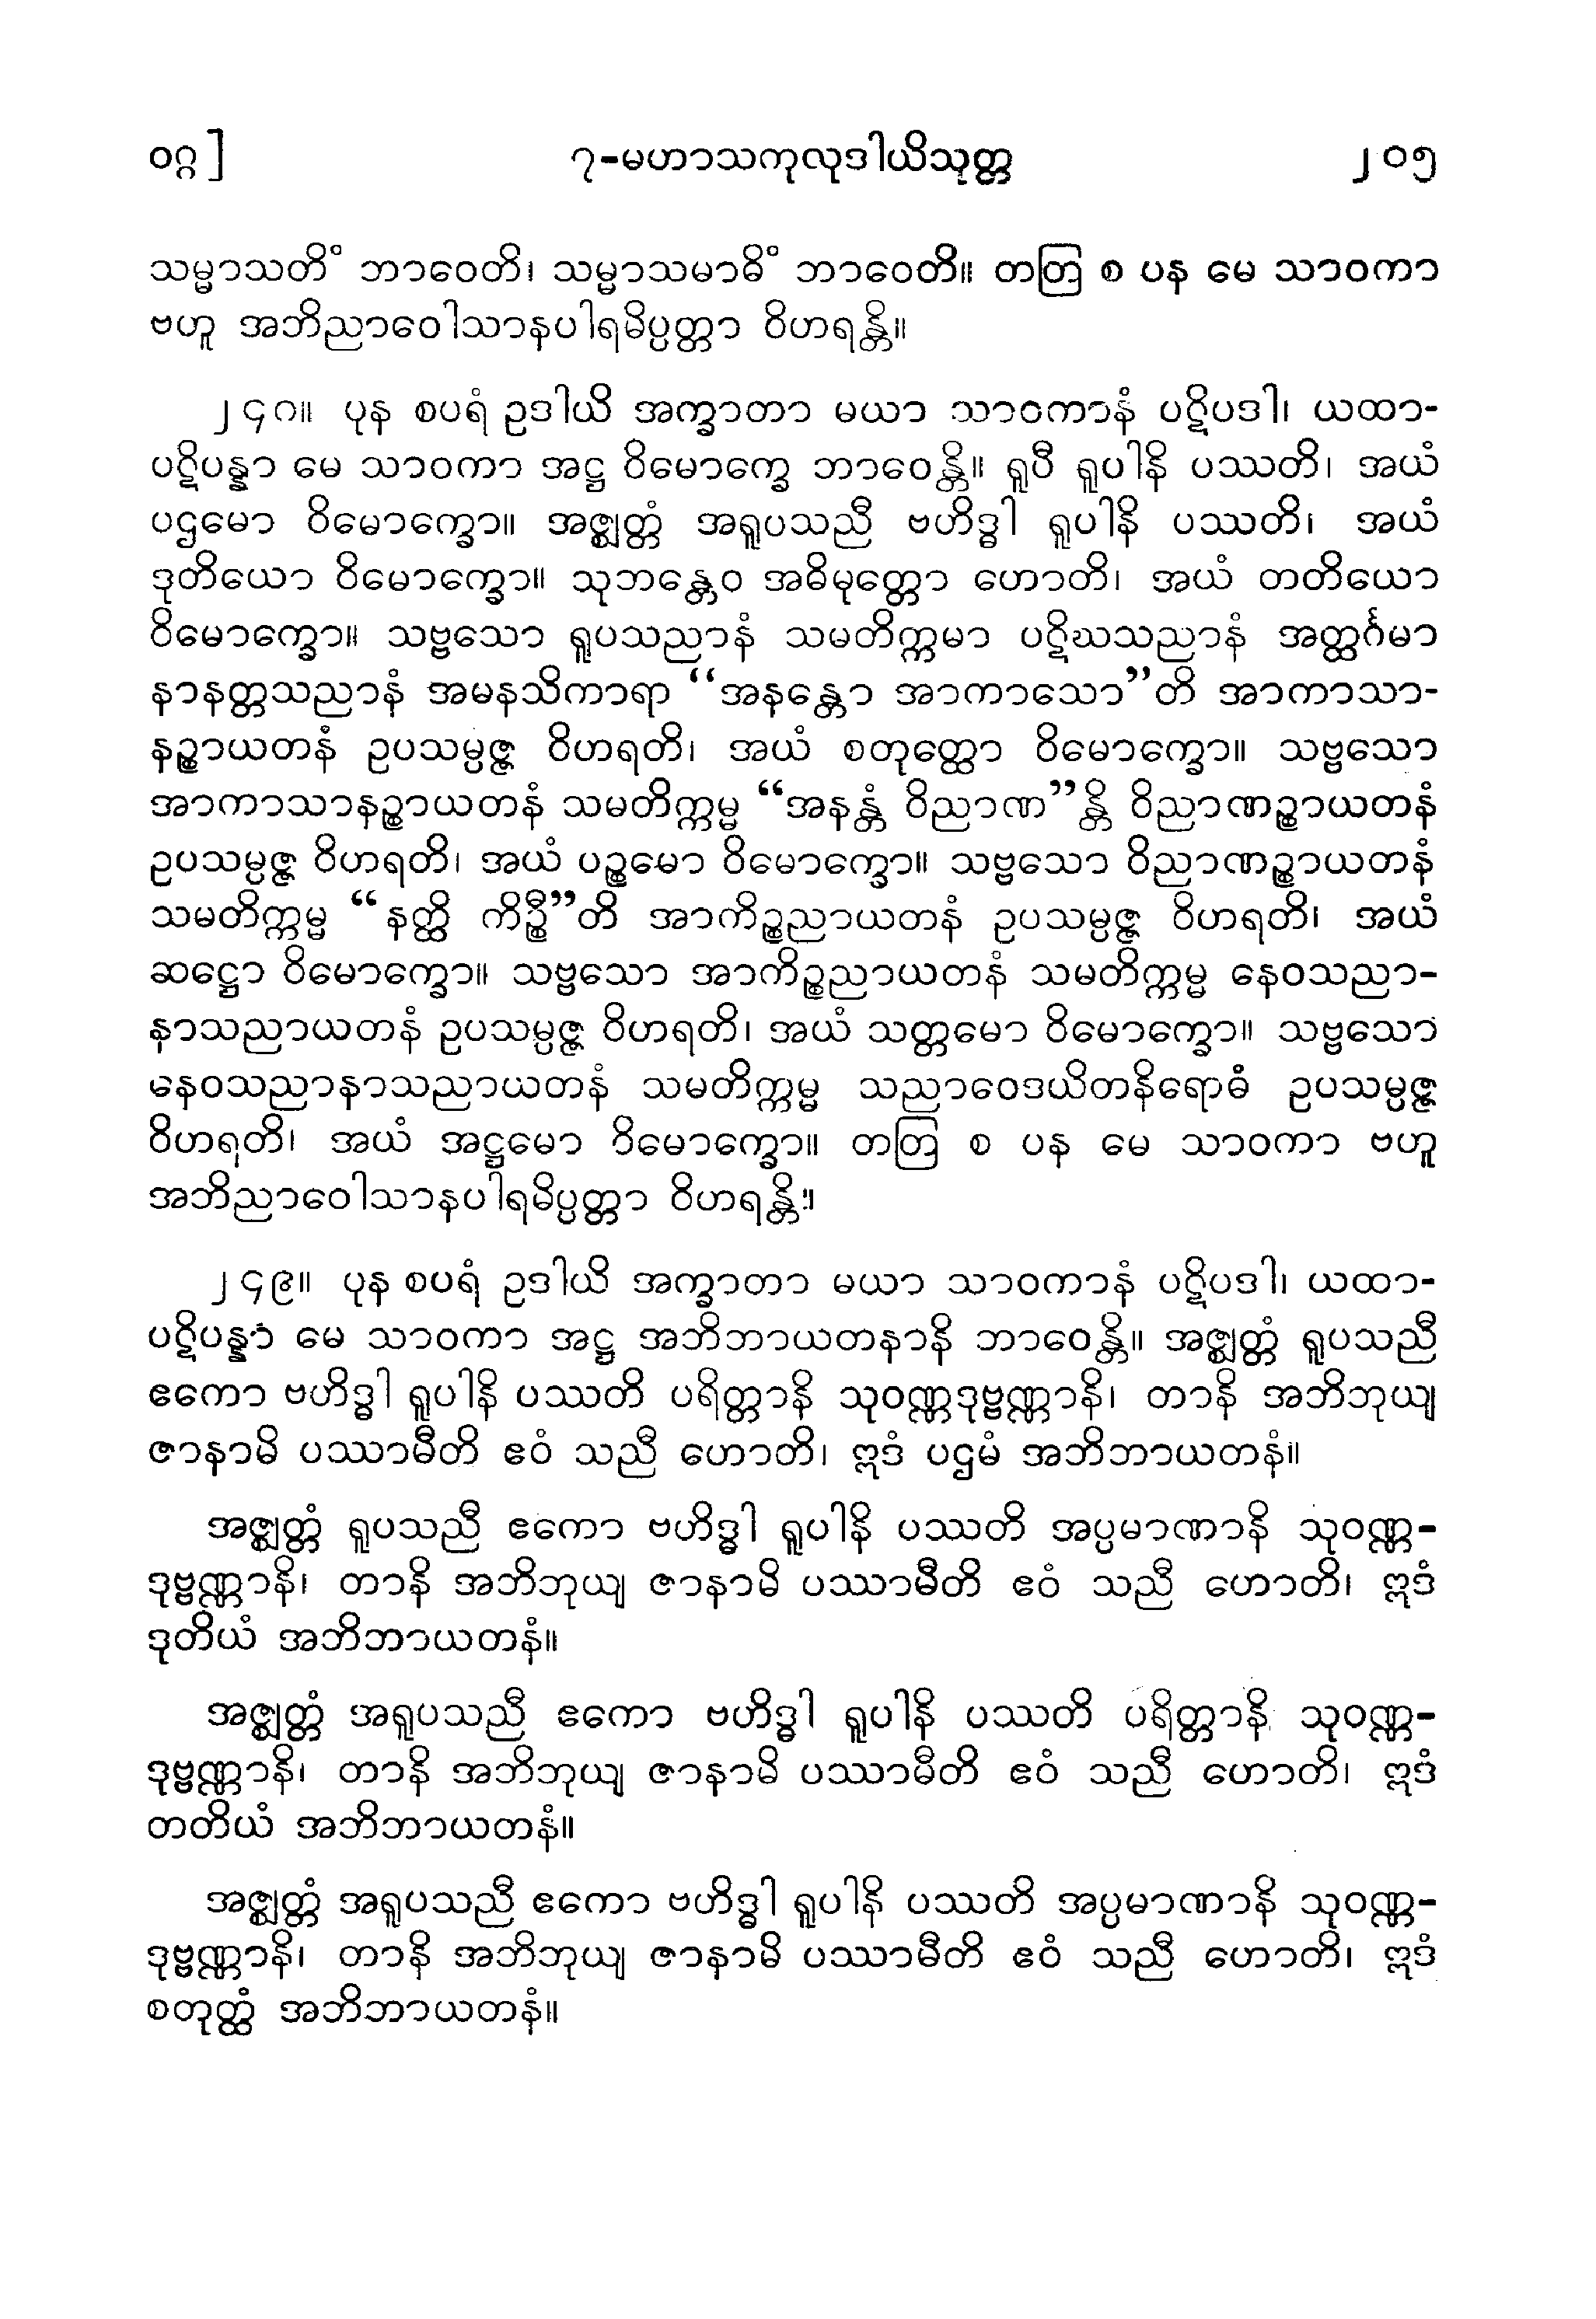 ဝဂ္ဂ]	၇-မဟာသကုလုဒါယိသုတ္တ	၂၀၅
သမ္မာသတိံ ဘာဝေတိ၊ သမ္မာသမာဓိံ ဘာဝေတိ။ တတြ စ ပန မေ သာဝကာ
ဗဟူ အဘိညာဝေါသာနပါရမိပ္ပတ္တာ ဝိဟရန္တိ။
၂၄၈။ ပုန စပရံ ဥဒါယိ အက္ခာတာ မယာ သာဝကာနံ ပဋိပဒါ၊ ယထာ-
ပဋိပန္နာ မေ သာဝကာ အဋ္ဌ ဝိမောက္ခေ ဘာဝေန္တိ။ ရူပီ ရူပါနိ ပဿတိ၊ အယံ
ပဌမော ဝိမောက္ခော။ အဇ္ဈတ္တံ အရူပသညီ ဗဟိဒ္ဓါ ရူပါနိ ပဿတိ၊ အယံ
ဒုတိယော ဝိမောက္ခော။ သုဘန္တေဝ အဓိမုတ္တော ဟောတိ၊ အယံ တတိယော
ဝိမောက္ခော။ သဗ္ဗသော ရူပသညာနံ သမတိက္ကမာ ပဋိဃသညာနံ အတ္ထင်္ဂမာ
နာနတ္တသညာနံ အမနသိကာရာ “အနန္တော အာကာသော”တိ အာကာသာ-
နဉ္စာယတနံ ဥပသမ္ပဇ္ဇ ဝိဟရတိ၊ အယံ စတုတ္ထော ဝိမောက္ခော။ သဗ္ဗသော
အာကာသာနဉ္စာယတနံ သမတိက္ကမ္မ “အနန္တံ ဝိညာဏ”န္တိ ဝိညာဏဉ္စာယတနံ
ဥပသမ္ပဇ္ဇ ဝိဟရတိ၊ အယံ ပဉ္စမော ဝိမောက္ခော။ သဗ္ဗသော ဝိညာဏဉ္စာယတနံ
သမတိက္ကမ္မ “နတ္ထိ ကိဉ္စီ”တိ အာကိဉ္စညာယတနံ ဥပသမ္ပဇ္ဇ ဝိဟရတိ၊ အယံ
ဆဋ္ဌော ဝိမောက္ခော။ သဗ္ဗသော အာကိဉ္စညာယတနံ သမတိက္ကမ္မ နေဝသညာ-
နာသညာယတနံ ဥပသမ္ပဇ္ဇ ဝိဟရတိ၊ အယံ သတ္တမော ဝိမောက္ခော။ သဗ္ဗသော
နေဝသညာနာသညာယတနံ သမတိက္ကမ္မ သညာဝေဒယိတနိရောဓံ ဥပသမ္ပဇ္ဇ
ဝိဟရတိ၊ အယံ အဋ္ဌမော ဝိမောက္ခော။ တတြ စ ပန မေ သာဝကာ ဗဟူ
အဘိညာဝေါသာနပါရမိပ္ပတ္တာ ဝိဟရန္တိ။
၂၄၉။ ပုန စပရံ ဥဒါယိ အက္ခာတာ မယာ သာဝကာနံ ပဋိပဒါ၊ ယထာ-
ပဋိပန္နာ မေ သာဝကာ အဋ္ဌ အဘိဘာယတနာနိ ဘာဝေန္တိ။ အဇ္ဈတ္တံ ရူပသညီ
ဧကော ဗဟိဒ္ဓါ ရူပါနိ ပဿတိ ပရိတ္တာနိ သုဝဏ္ဏဒုဗ္ဗဏ္ဏာနိ၊ တာနိ အဘိဘုယျ
ဇာနာမိ ပဿာမီတိ ဧဝံ သညီ ဟောတိ၊ ဣဒံ ပဌမံ အဘိဘာယတနံ။
အဇ္ဈတ္တံ ရူပသညီ ဧကော ဗဟိဒ္ဓါ ရူပါနိ ပဿတိ အပ္ပမာဏာနိ သုဝဏ္ဏ-
ဒုဗ္ဗဏ္ဏာနိ၊ တာနိ အဘိဘုယျ ဇာနာမိ ပဿာမီတိ ဧဝံ သညီ ဟောတိ၊ ဣဒံ
ဒုတိယံ အဘိဘာယတနံ။
အဇ္ဈတ္တံ အရူပသညီ ဧကော ဗဟိဒ္ဓါ ရူပါနိ ပဿတိ ပရိတ္တာနိ သုဝဏ္ဏ-
ဒုဗ္ဗဏ္ဏာနိ၊ တာနိ အဘိဘုယျ ဇာနာမိ ပဿာမီတိ ဧဝံ သညီ ဟောတိ၊ ဣဒံ
တတိယံ အဘိဘာယတနံ။
အဇ္ဈတ္တံ အရူပသညီ ဧကော ဗဟိဒ္ဓါ ရူပါနိ ပဿတိ အပ္ပမာဏာနိ သုဝဏ္ဏ-
ဒုဗ္ဗဏ္ဏာနိ၊ တာနိ အဘိဘုယျ ဇာနာမိ ပဿာမီတိ ဧဝံ သညီ ဟောတိ၊ ဣဒံ
စတုတ္ထံ အဘိဘာယတနံ။